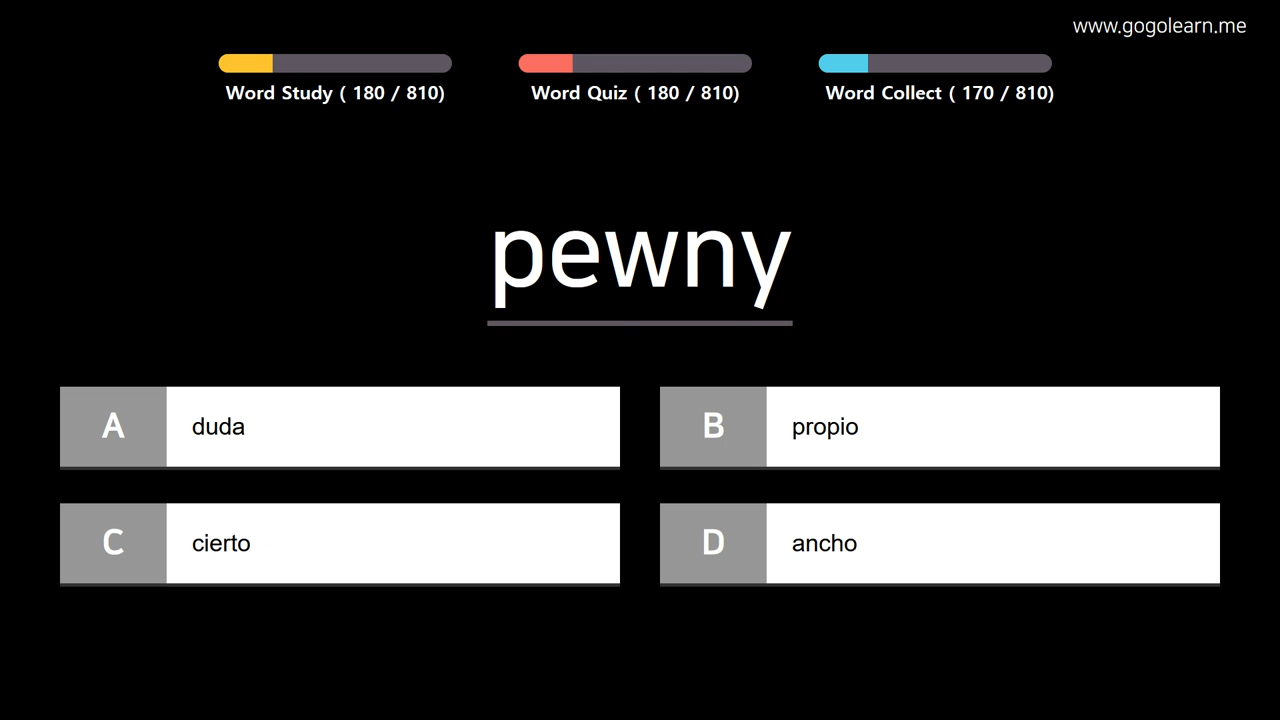 www.gogolearn.me
Word Study ( 180 / 810)
Word Quiz ( 180 / 810)
Word Collect ( 170 / 810)
pewny
A duda
B propio
C cierto
D ancho